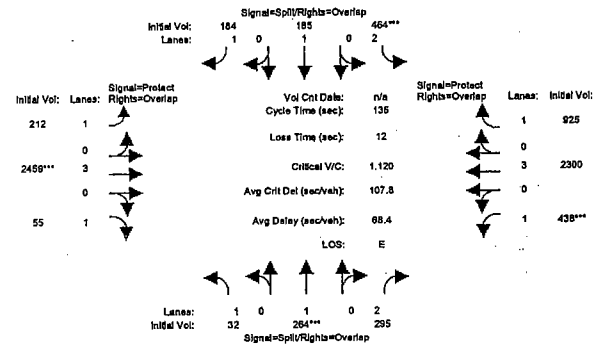 Signal=Split/Rights=Overlap
Initial Vol: 184 185 464***
Lanes: 1 0 1 0 2
Signal=Protect
Rights=Overlap
Initial Vol: Lanes:
212 1
0
2456*** 3
0
55 1
Vol Cnt Date: n/a
Cycle Time (sec): 135
Loss Time (sec): 12
Critical V/C: 1.120
Avg Crit Del (sec/veh): 107.8
Avg Delay (sec/veh): 68.4
LOS: E
Signal=Protect
Rights=Overlap
Lanes: Initial Vol:
1 925
0
3 2300
0
1 438***
Lanes: 1 0 1 0 2
Initial Vol: 32 264*** 295
Signal=Split/Rights=Overlap